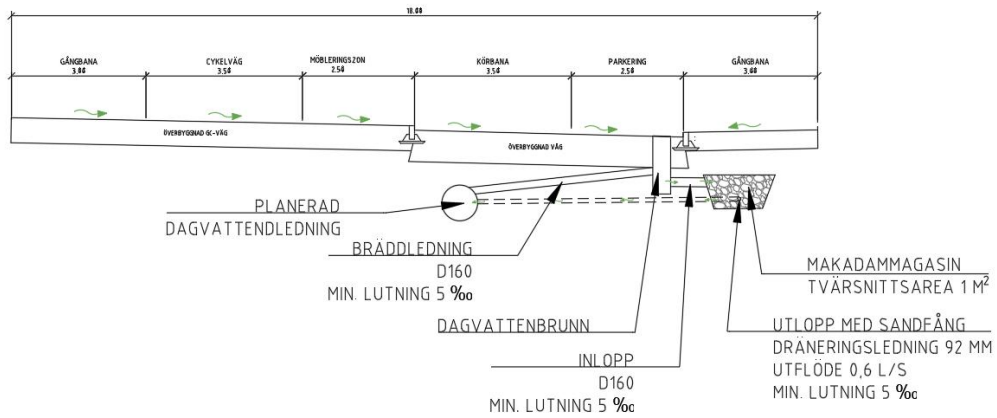 18.00
GÅNGBANA
3.00
CYKELVÄG
3.50
MÖBLERINGSZON
2.50
KÖRBANA
3.50
PARKERING
2.50
GÅNGBANA
3.00
ÖVERBYGGNAD GC-VÄG
ÖVERBYGGNAD VÄG
PLANERAD
DAGVATTENDLEDNING
BRÄDDLEDNING
D160
MIN. LUTNING 5 ‰
DAGVATTENBRUNN
INLOPP
D160
MIN. LUTNING 5 ‰
MAKADAMMAGASIN
TVÄRSNITTSAREA 1 M²
UTLOPP MED SANDFÅNG
DRÄNERINGSLEDNING 92 MM
UTFLÖDE 0,6 L/S
MIN. LUTNING 5 ‰